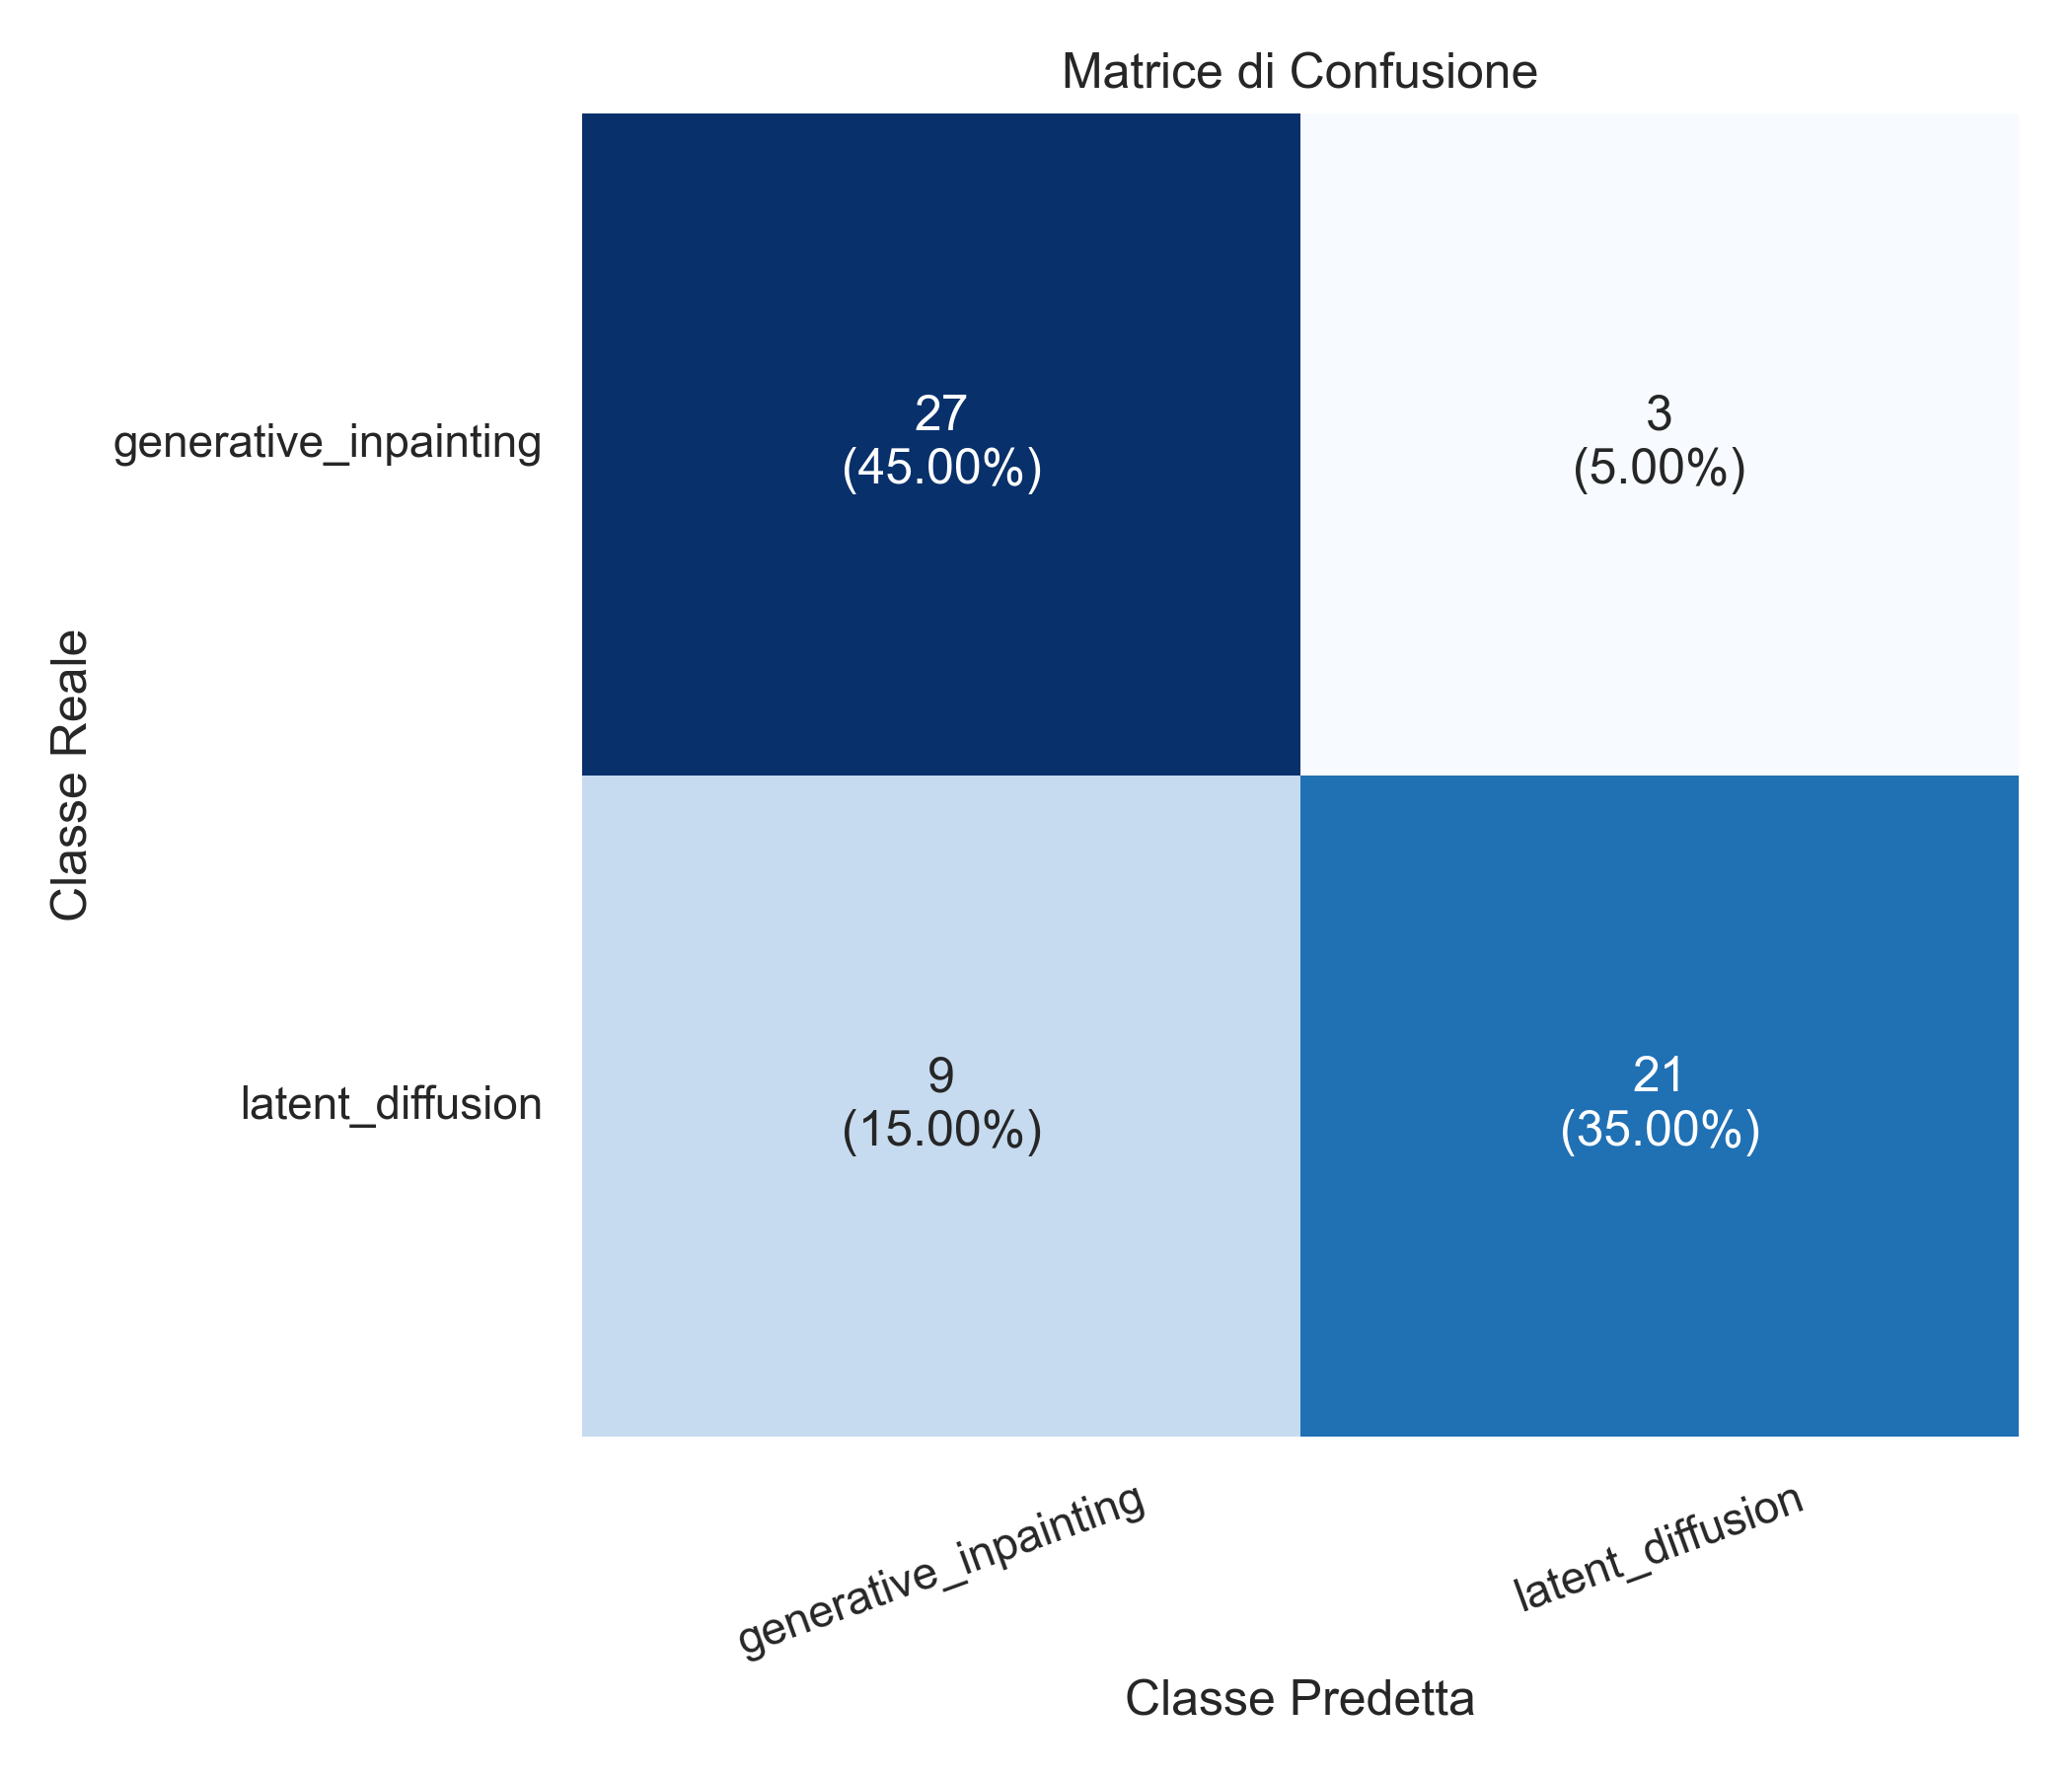 Matrice di Confusione
Classe Reale
generative_inpainting
27
(45.00%)
3
(5.00%)
latent_diffusion
9
(15.00%)
21
(35.00%)
generative_inpainting
latent_diffusion
Classe Predetta